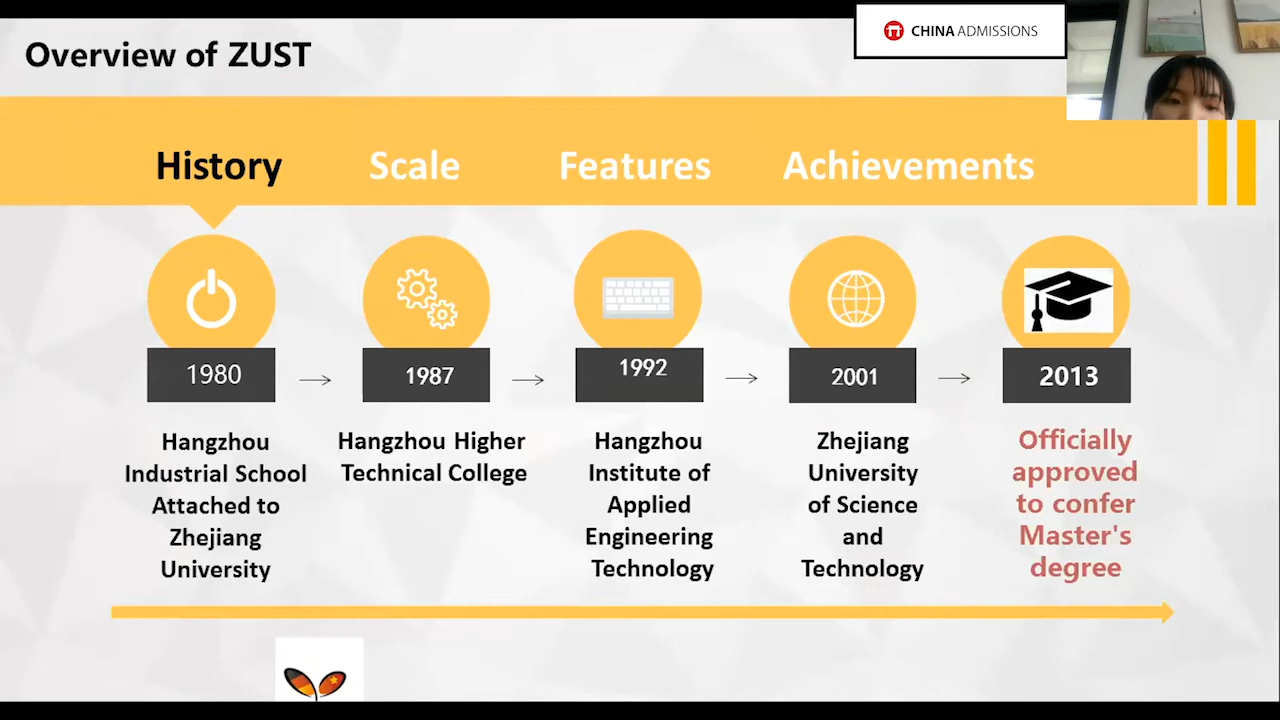 Overview of ZUST
CHINA ADMISSIONS
History
Scale
Features
Achievements
1980
Hangzhou
Industrial School
Attached to
Zhejiang
University
1987
Hangzhou Higher
Technical College
1992
Hangzhou
Institute of
Applied
Engineering
Technology
2001
Zhejiang
University
of Science
and
Technology
2013
Officially
approved
to confer
Master's
degree